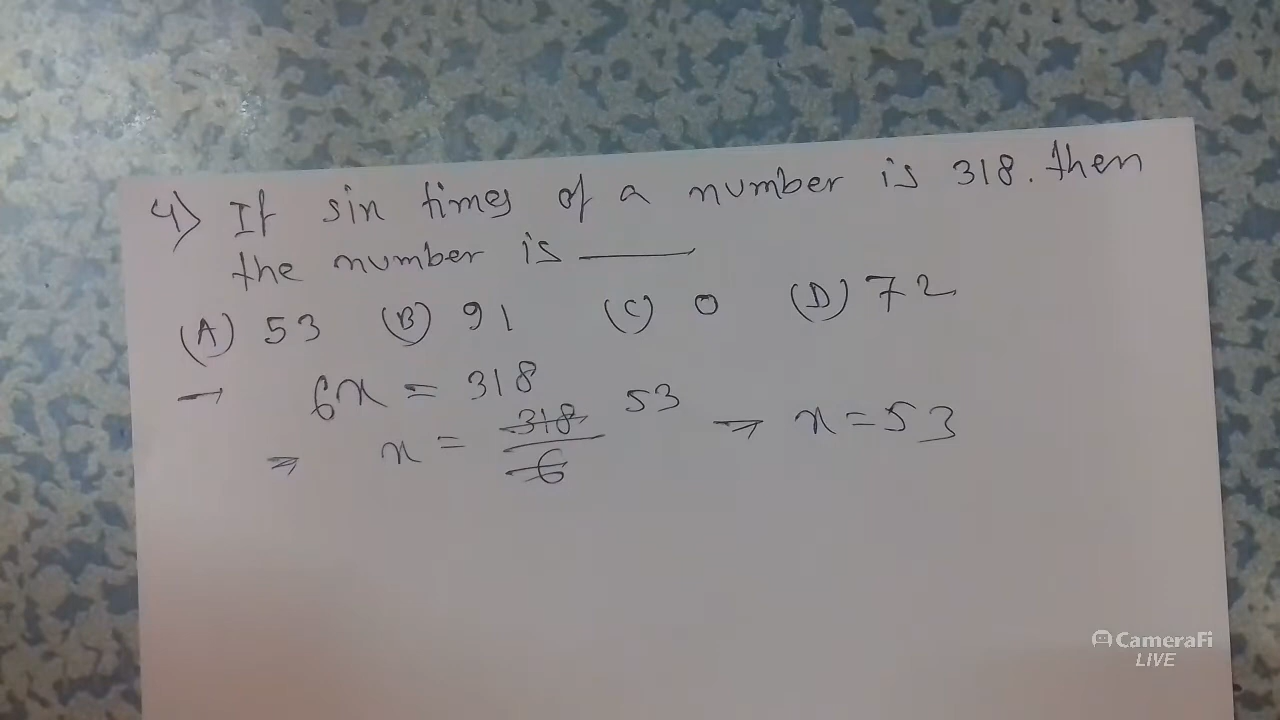 4) If six times of a number is 318. then
the number is ____
(A) 53 (B) 91 (C) 0 (D) 72
→ 6x = 318
⇒ x = 318/6 53 ⇒ x = 53
CameraFi
LIVE